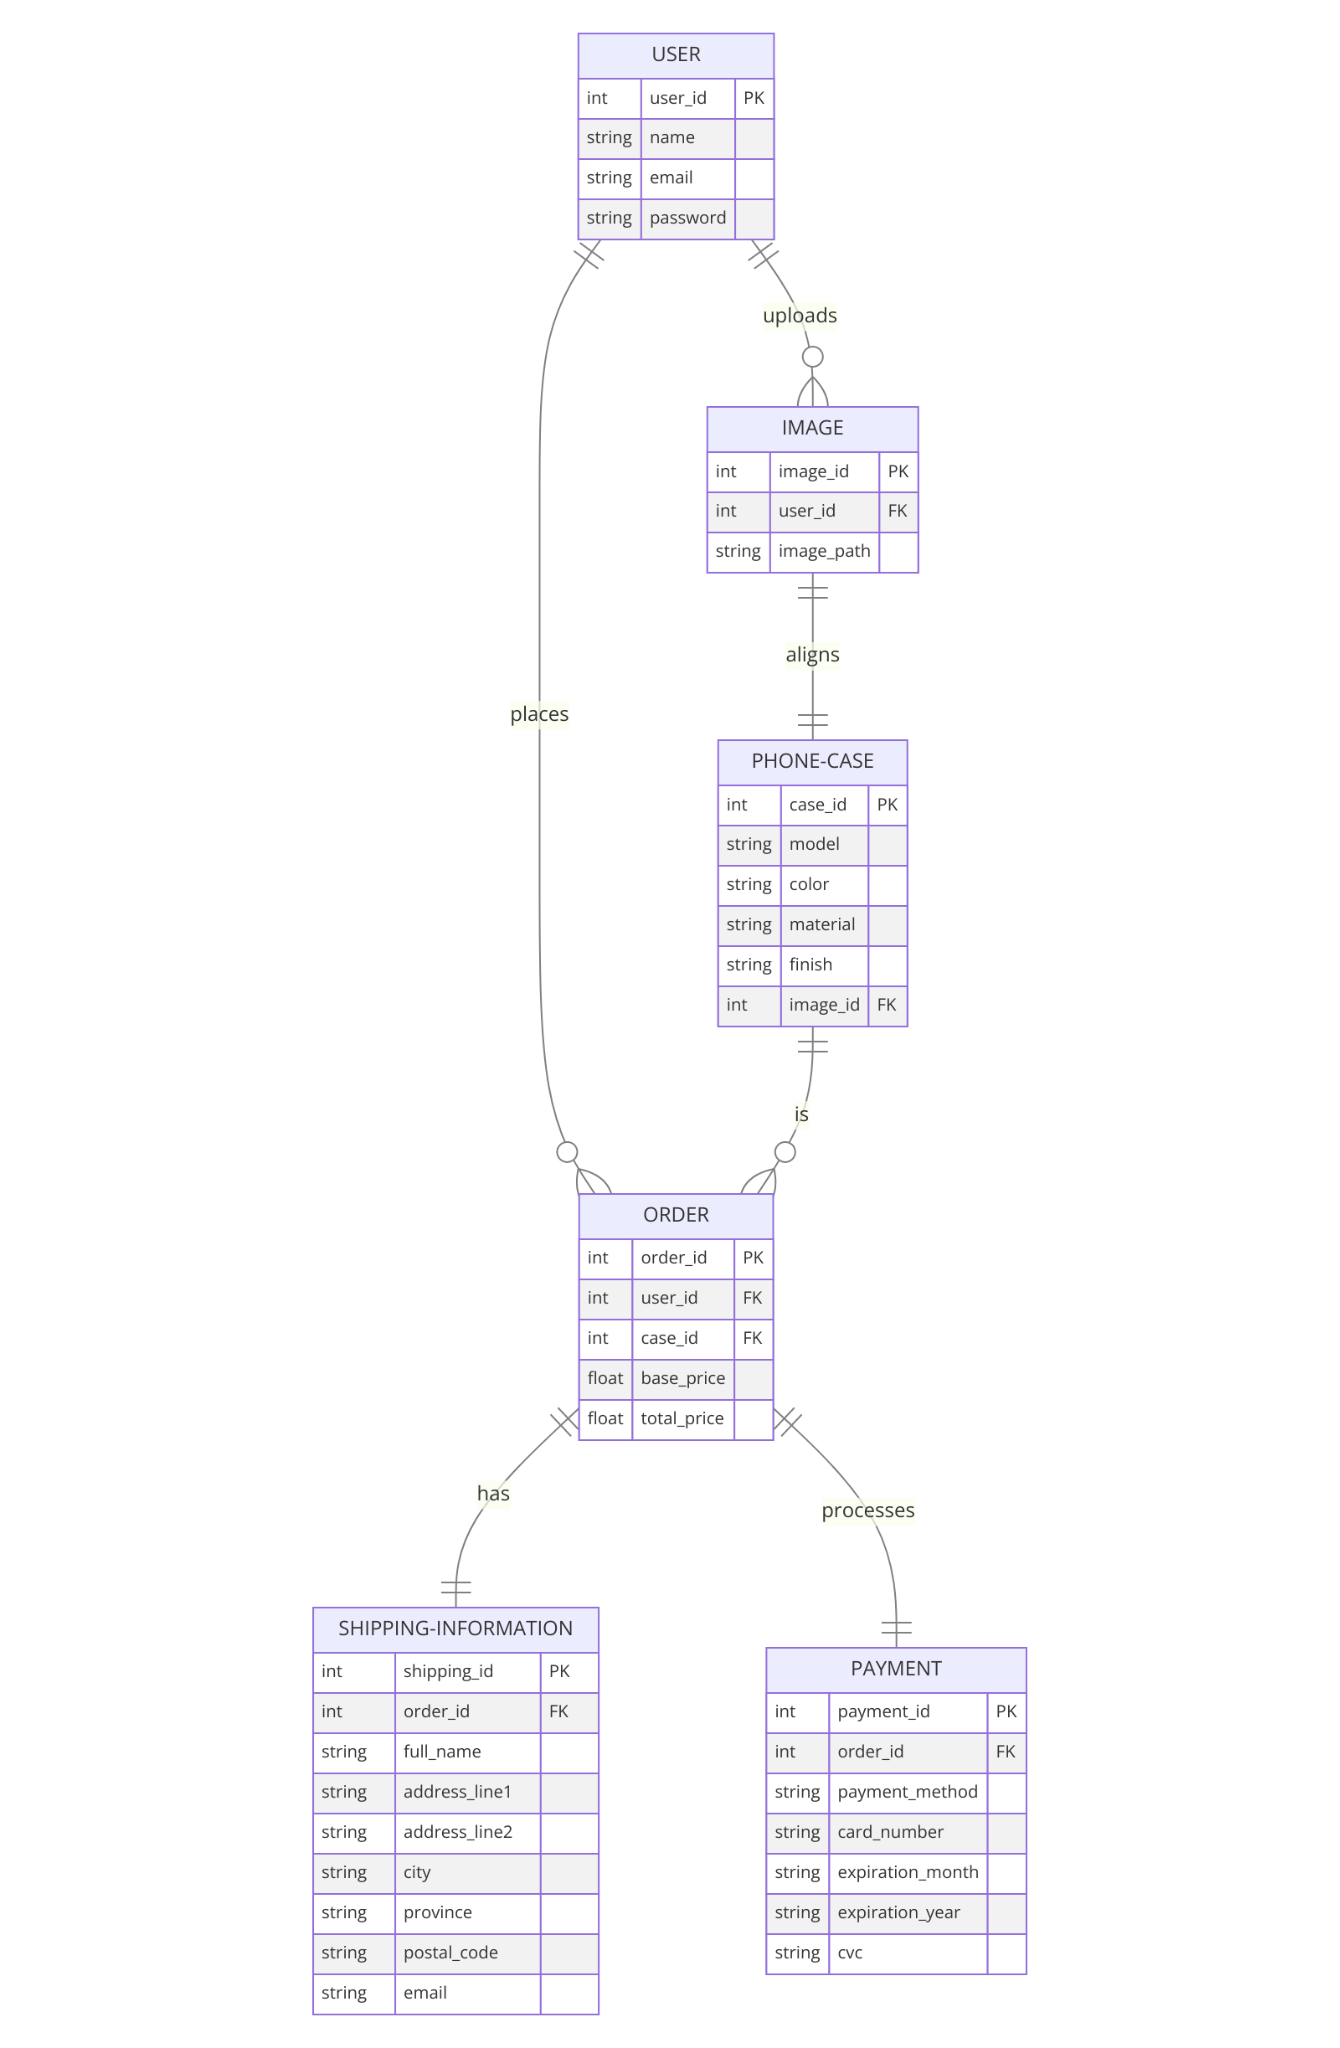 USER
int user_id PK
string name
string email
string password
uploads
IMAGE
int image_id PK
int user_id FK
string image_path
aligns
places
PHONE-CASE
int case_id PK
string model
string color
string material
string finish
int image_id FK
is
ORDER
int order_id PK
int user_id FK
int case_id FK
float base_price
float total_price
has
processes
SHIPPING-INFORMATION
int shipping_id PK
int order_id FK
string full_name
string address_line1
string address_line2
string city
string province
string postal_code
string email
PAYMENT
int payment_id PK
int order_id FK
string payment_method
string card_number
string expiration_month
string expiration_year
string cvc